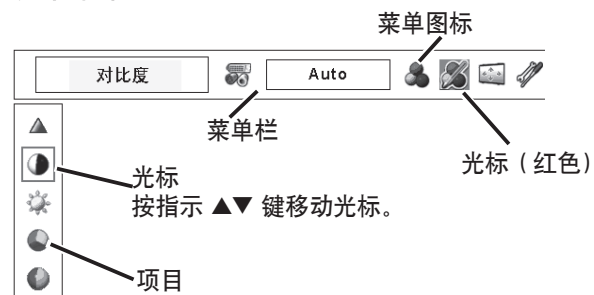 菜单图标
对比度
Auto
菜单栏
光标（红色）
光标
按指示 ▲▼ 键移动光标。
项目